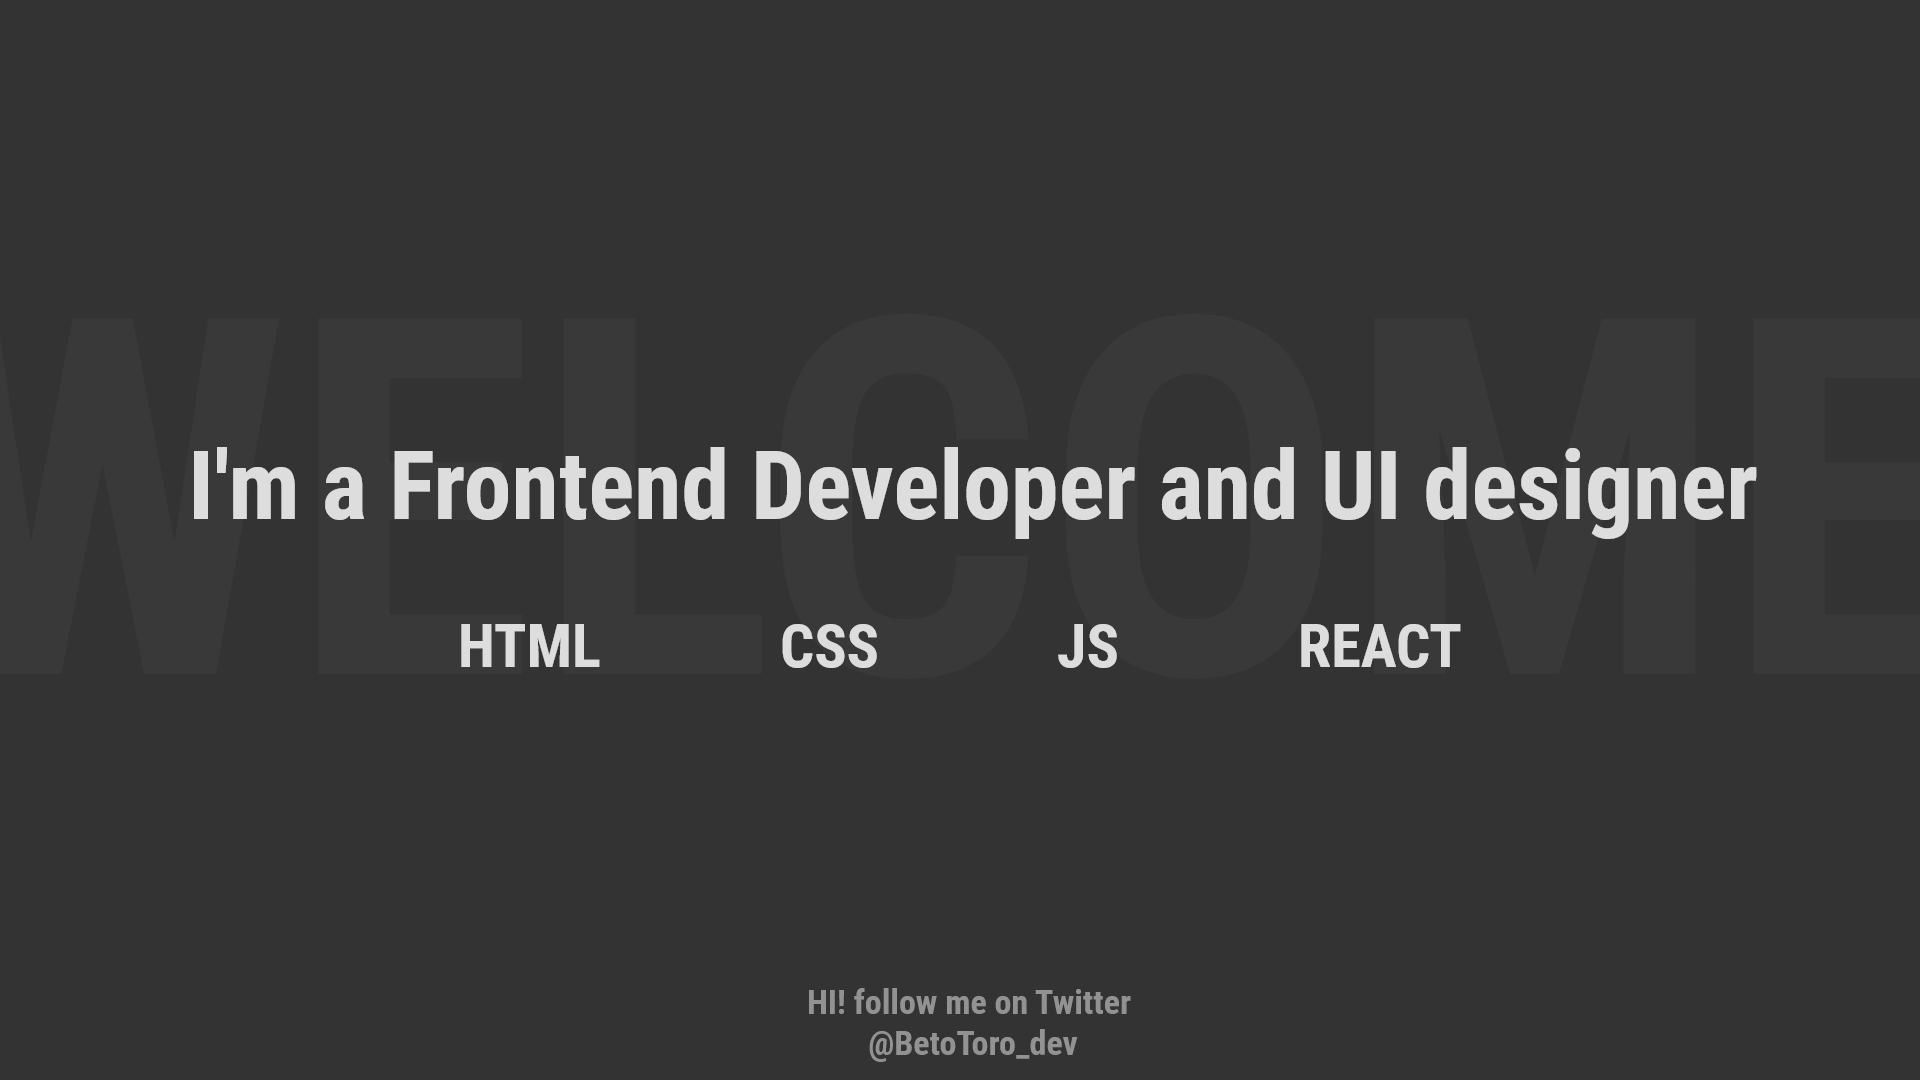 WELCOME
I'm a Frontend Developer and UI designer
HTML CSS JS REACT
HI! follow me on Twitter
@BetoToro_dev